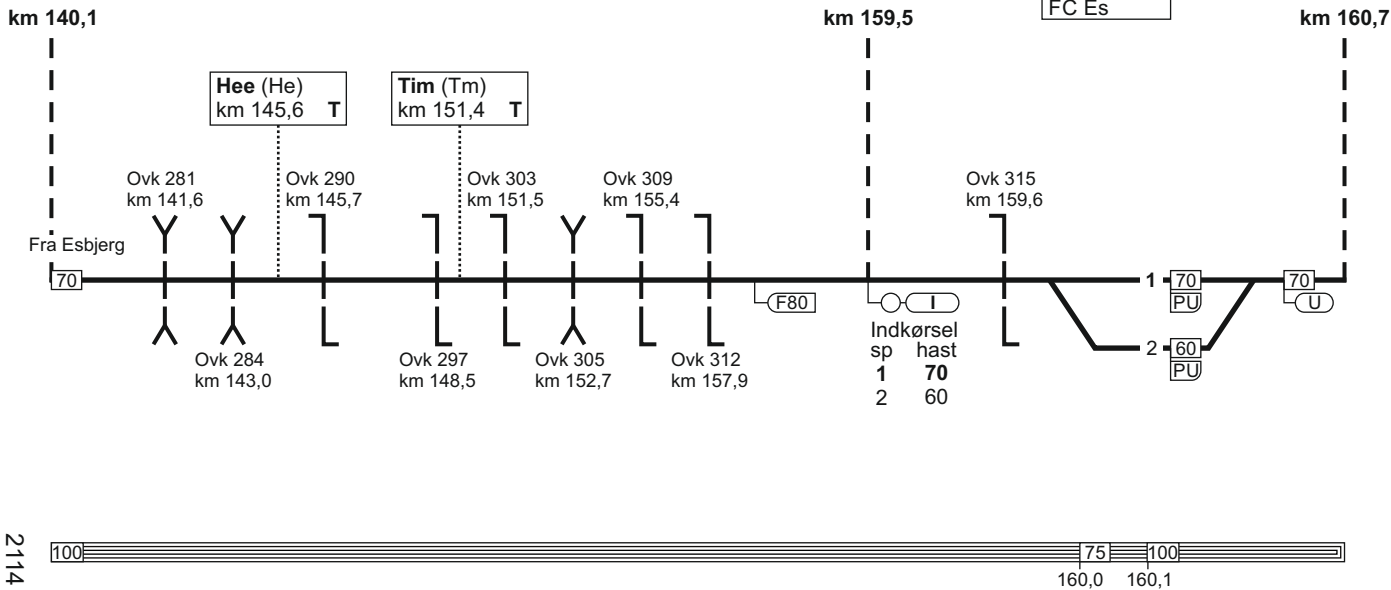 FC Es
km 140,1
km 159,5
km 160,7
Hee (He)
km 145,6 T
Tim (Tm)
km 151,4 T
Ovk 281
km 141,6
Ovk 290
km 145,7
Ovk 303
km 151,5
Ovk 309
km 155,4
Ovk 315
km 159,6
Fra Esbjerg
70
1 70
PU
70
U
F80
I
Indkørsel
sp hast
1 70
2 60
2 60
PU
Ovk 284
km 143,0
Ovk 297
km 148,5
Ovk 305
km 152,7
Ovk 312
km 157,9
2114
100
75
100
160,0
160,1